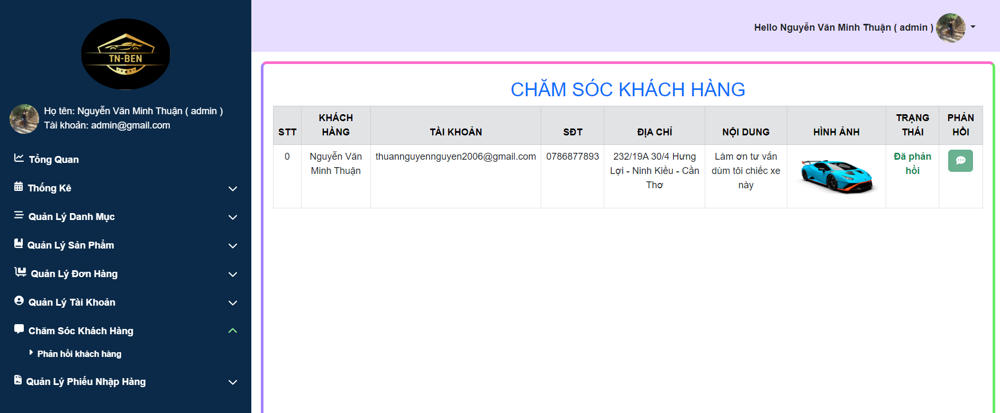 TN-BEN
Hello Nguyễn Văn Minh Thuận ( admin )
Họ tên: Nguyễn Văn Minh Thuận ( admin )
Tài khoản: admin@gmail.com
Tổng Quan
Thống Kê
Quản Lý Danh Mục
Quản Lý Sản Phẩm
Quản Lý Đơn Hàng
Quản Lý Tài Khoản
Chăm Sóc Khách Hàng
Phản hồi khách hàng
Quản Lý Phiếu Nhập Hàng
CHĂM SÓC KHÁCH HÀNG
STT
KHÁCH
HÀNG
TÀI KHOẢN
SĐT
ĐỊA CHỈ
NỘI DUNG
HÌNH ẢNH
TRẠNG
THÁI
PHẢN
HỒI
0
Nguyễn Văn
Minh Thuận
thuannguyennguyen2006@gmail.com
0786877893
232/19A 30/4 Hưng
Lợi - Ninh Kiều - Cần
Thơ
Làm ơn tư vấn
dùm tôi chiếc xe
này
Đã phản
hồi